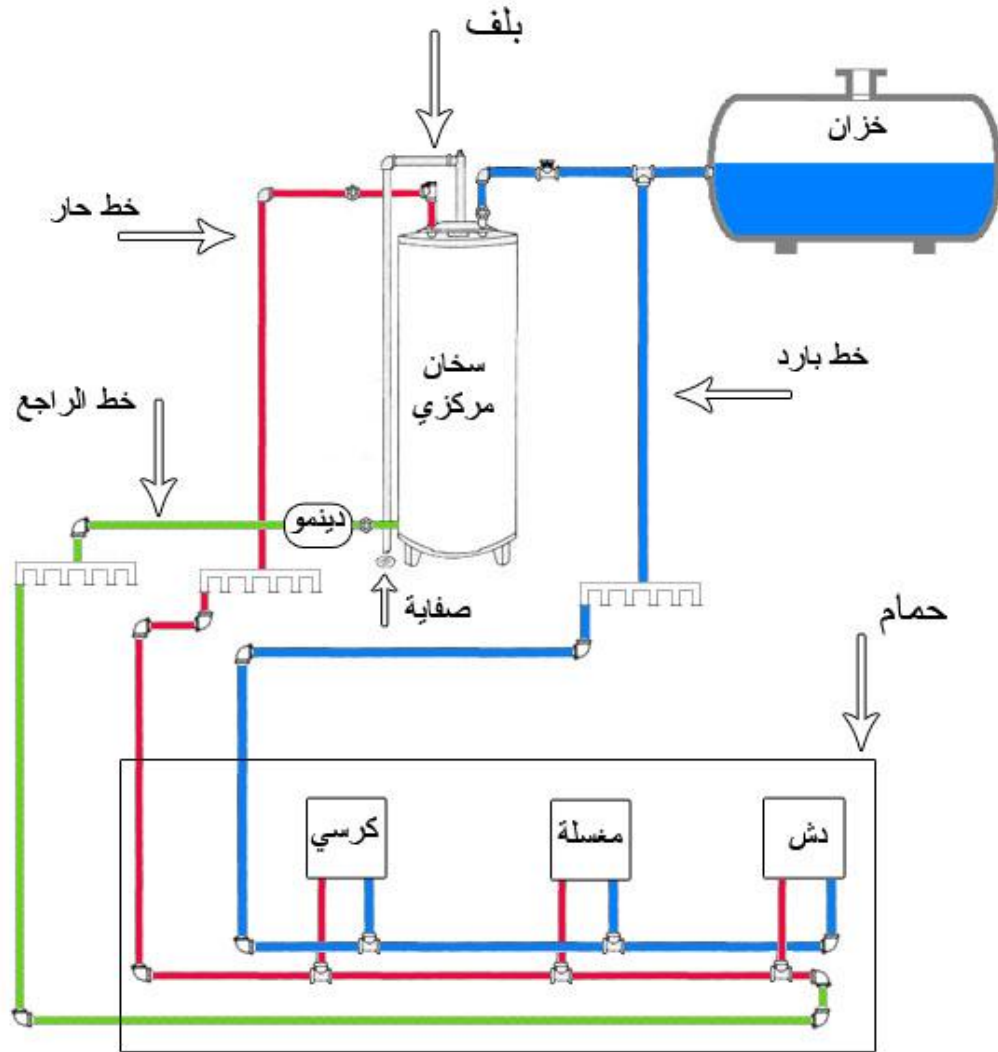 بلف
خزان
خط حار
سخان
مركزي
خط بارد
خط الراجع
دينمو
صفاية
حمام
كرسي
مغسلة
دش